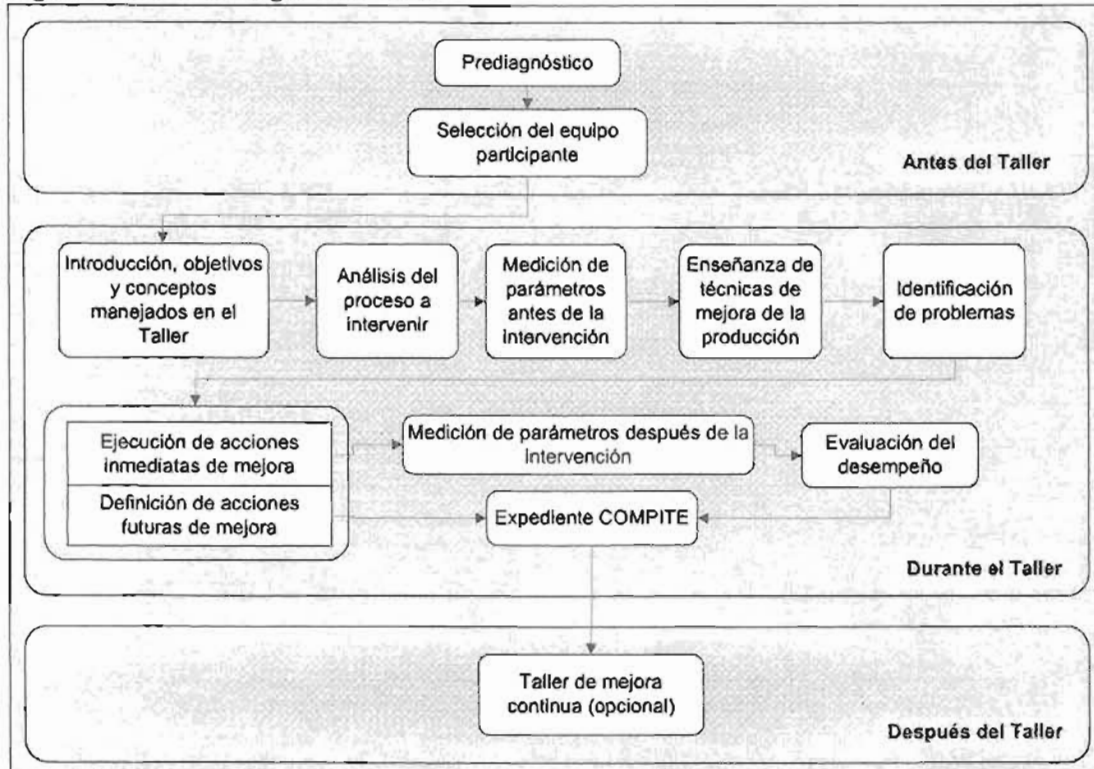 Prediagnóstico
Selección del equipo
participante
Antes del Taller
Introducción, objetivos
y conceptos
manejados en el
Taller
Análisis del
proceso a
intervenir
Medición de
parámetros
antes de la
intervención
Enseñanza de
técnicas de
mejora de la
producción
Identificación
de problemas
Ejecución de acciones
inmediatas de mejora
Definición de acciones
futuras de mejora
Medición de parámetros después de la
intervención
Evaluación del
desempeño
Expediente COMPITE
Durante el Taller
Taller de mejora
continua (opcional)
Después del Taller